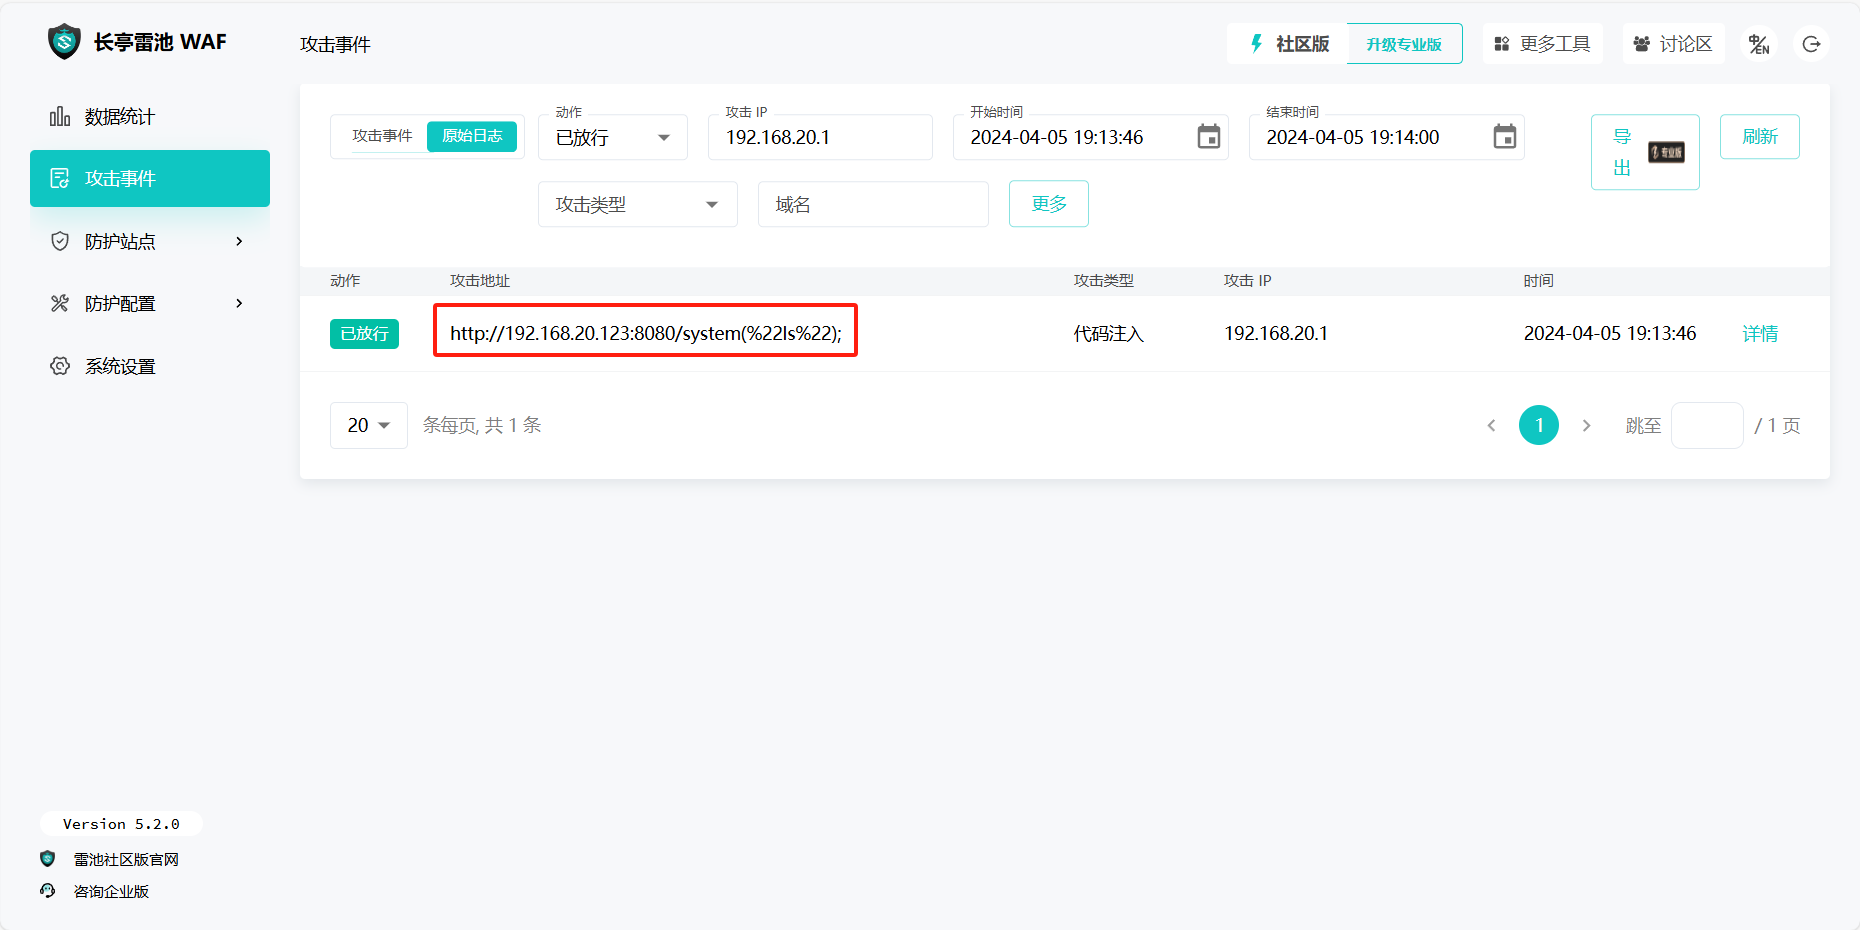 长亭雷池 WAF
攻击事件
社区版
升级专业版
更多工具
讨论区
中/EN
数据统计
攻击事件
防护站点
防护配置
系统设置
攻击事件
原始日志
动作
已放行
攻击 IP
192.168.20.1
开始时间
2024-04-05 19:13:46
结束时间
2024-04-05 19:14:00
导出
专业版
刷新
攻击类型
域名
更多
动作 攻击地址 攻击类型 攻击 IP 时间
已放行 http://192.168.20.123:8080/system(%22ls%22); 代码注入 192.168.20.1 2024-04-05 19:13:46 详情
20 条每页, 共 1 条
1
跳至 / 1 页
Version 5.2.0
雷池社区版官网
咨询企业版